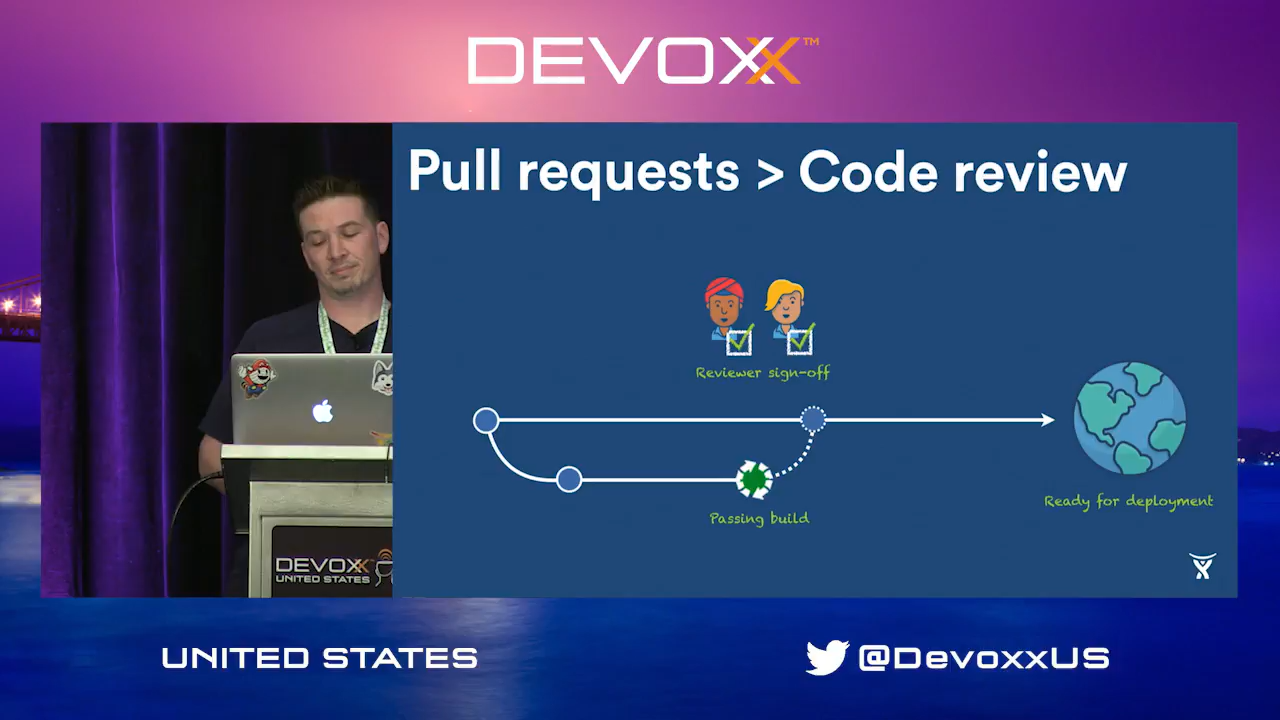 DEVOXX™
Pull requests > Code review
Reviewer sign-off
Passing build
Ready for deployment
DEVOXX
UNITED STATES
UNITED STATES
@DevoxxUS